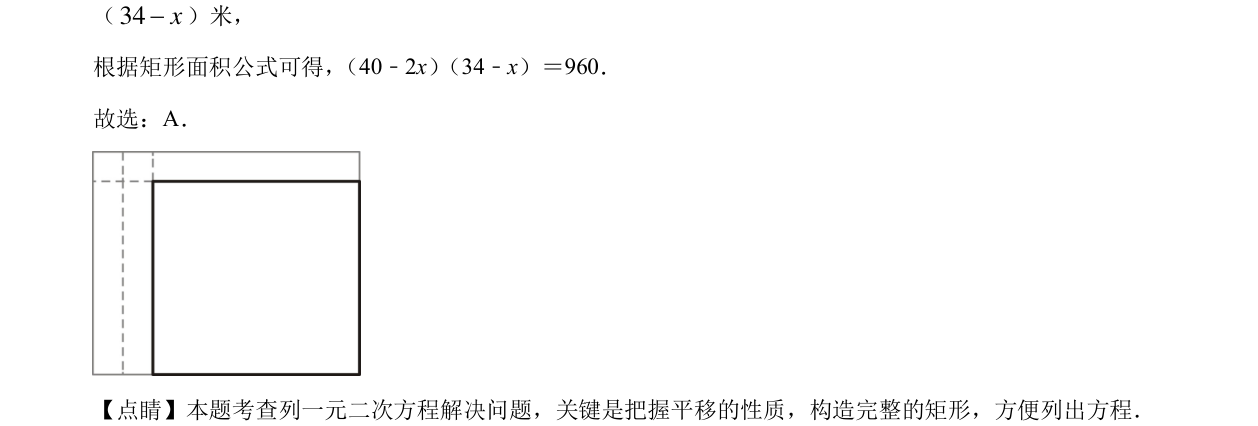 （34－x）米，
根据矩形面积公式可得，（40﹣2x）（34﹣x）＝960．
故选：A．
【点睛】本题考查列一元二次方程解决问题，关键是把握平移的性质，构造完整的矩形，方便列出方程．